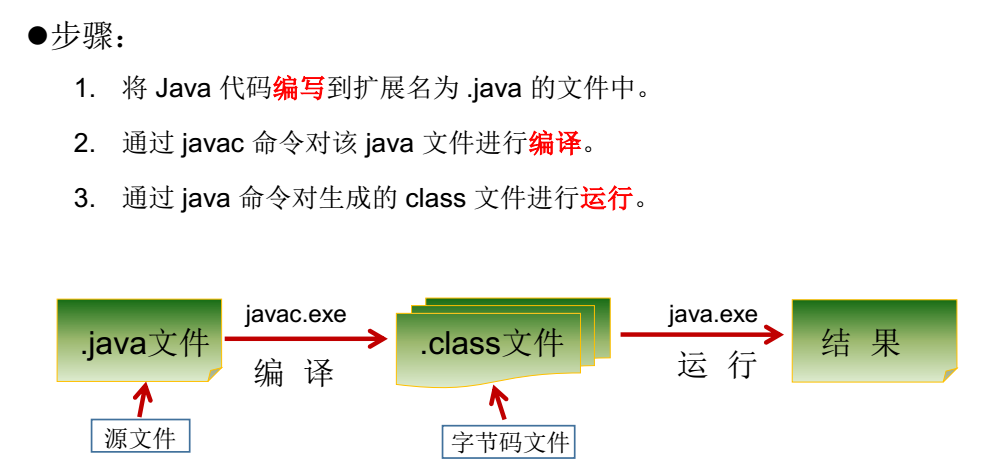 ●步骤：
1. 将 Java 代码编写到扩展名为 .java 的文件中。
2. 通过 javac 命令对该 java 文件进行编译。
3. 通过 java 命令对生成的 class 文件进行运行。
.java文件
javac.exe
编 译
.class文件
java.exe
运 行
结 果
源文件
字节码文件